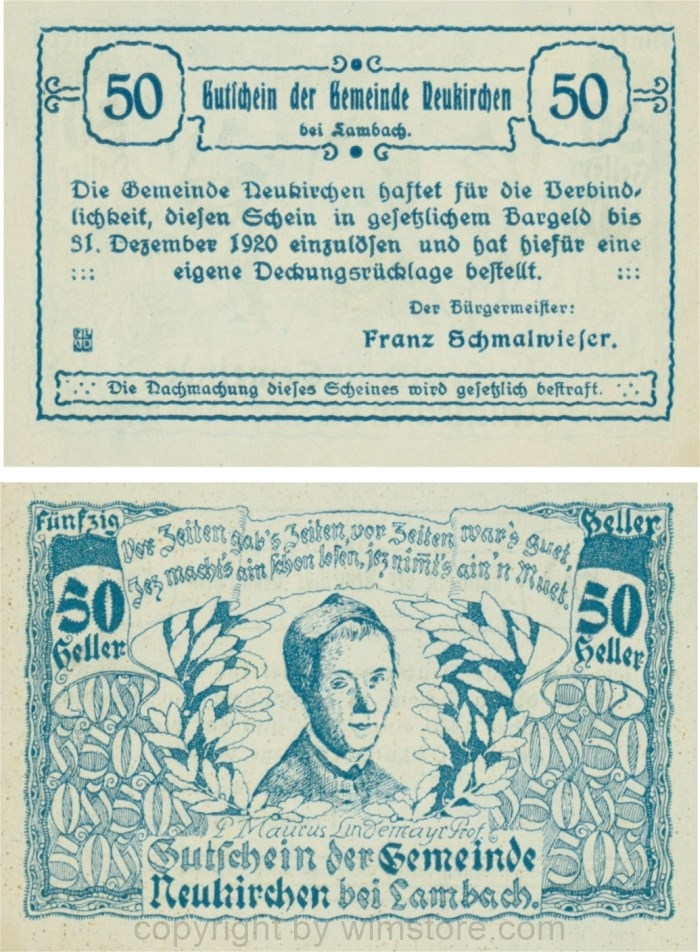 50
Gutschein der Gemeinde Neukirchen
bei Lambach.
50
Die Gemeinde Neukirchen haftet für die Verbind-
lichkeit, diesen Schein in gesetzlichem Bargeld bis
31. Dezember 1920 einzulösen und hat hiefür eine
::: eigene Deckungsrücklage bestellt. :::
Der Bürgermeister:
Franz Schmalwieser.
Die Nachmachung dieses Scheines wird gesetzlich bestraft.
Fünfzig
Heller
Vor Zeiten gab's Zeiten, vor Zeiten war's guet,
Jez macht's ain schon lesen, jez nim̄t's ain'n Muet.
50
Heller
50
Heller
P. Maurus Lindemayr Prof.
Gutschein der Gemeinde
Neukirchen bei Lambach.
copyright by wimstore.com